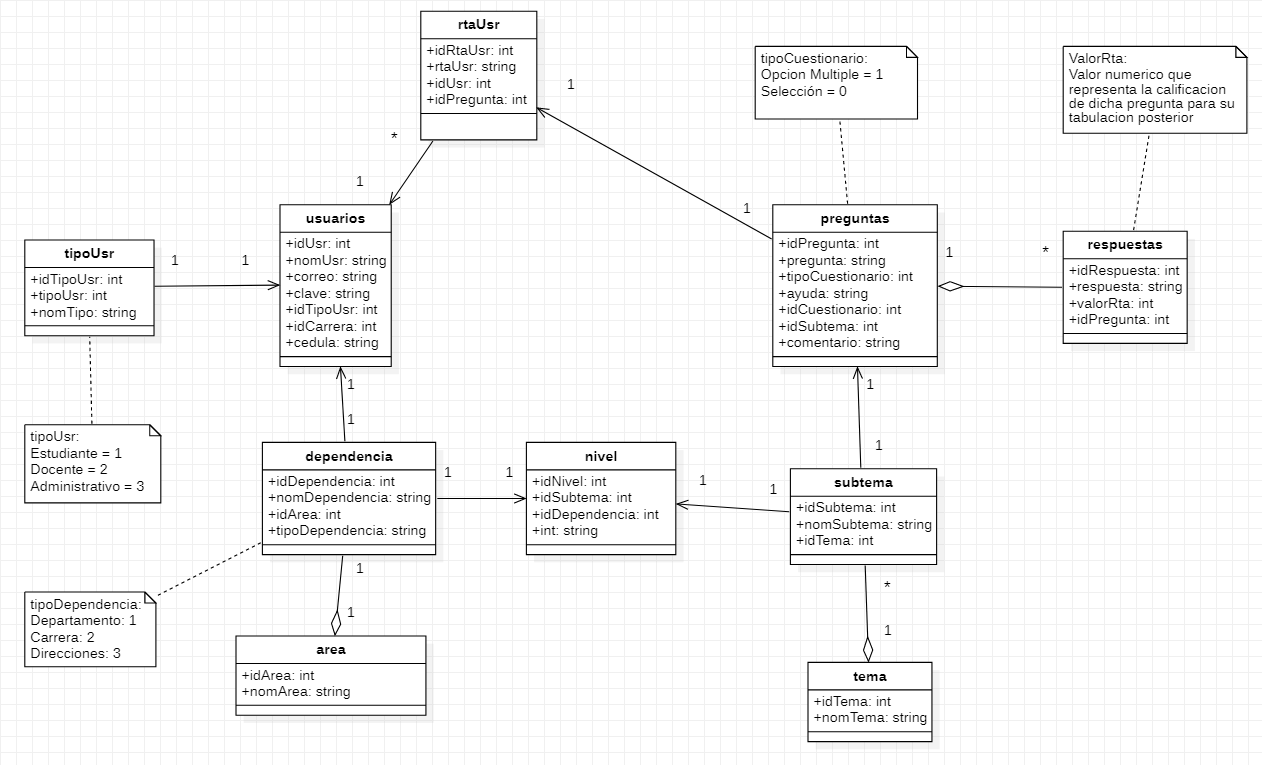 rtaUsr
+idRtaUsr: int
+rtaUsr: string
+idUsr: int
+idPregunta: int
1
*
1
1
tipoCuestionario:
Opcion Multiple = 1
Selección = 0
ValorRta:
Valor numerico que
representa la calificacion
de dicha pregunta para su
tabulacion posterior
tipoUsr
+idTipoUsr: int
+tipoUsr: int
+nomTipo: string
1
1
usuarios
+idUsr: int
+nomUsr: string
+correo: string
+clave: string
+idTipoUsr: int
+idCarrera: int
+cedula: string
preguntas
+idPregunta: int
+pregunta: string
+tipoCuestionario: int
+ayuda: string
+idCuestionario: int
+idSubtema: int
+comentario: string
1
*
respuestas
+idRespuesta: int
+respuesta: string
+valorRta: int
+idPregunta: int
1
1
1
1
tipoUsr:
Estudiante = 1
Docente = 2
Administrativo = 3
dependencia
+idDependencia: int
+nomDependencia: string
+idArea: int
+tipoDependencia: string
1
1
nivel
+idNivel: int
+idSubtema: int
+idDependencia: int
+int: string
1
1
subtema
+idSubtema: int
+nomSubtema: string
+idTema: int
1
1
*
1
tipoDependencia:
Departamento: 1
Carrera: 2
Direcciones: 3
area
+idArea: int
+nomArea: string
tema
+idTema: int
+nomTema: string